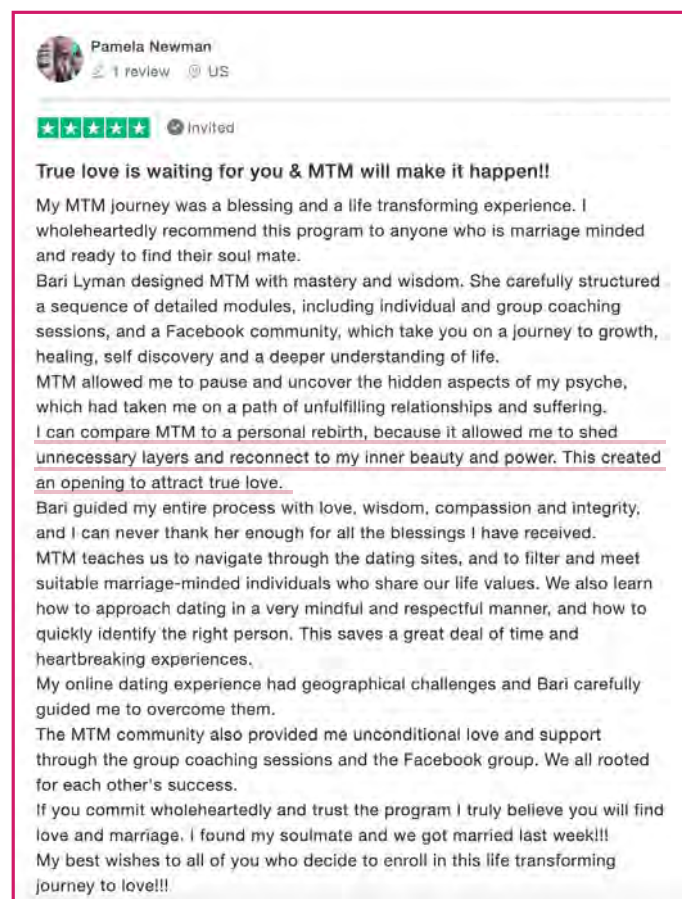 Pamela Newman
1 review US
Invited
True love is waiting for you & MTM will make it happen!!
My MTM journey was a blessing and a life transforming experience. I
wholeheartedly recommend this program to anyone who is marriage minded
and ready to find their soul mate.
Bari Lyman designed MTM with mastery and wisdom. She carefully structured
a sequence of detailed modules, including individual and group coaching
sessions, and a Facebook community, which take you on a journey to growth,
healing, self discovery and a deeper understanding of life.
MTM allowed me to pause and uncover the hidden aspects of my psyche,
which had taken me on a path of unfulfilling relationships and suffering.
I can compare MTM to a personal rebirth, because it allowed me to shed
unnecessary layers and reconnect to my inner beauty and power. This created
an opening to attract true love.
Bari guided my entire process with love, wisdom, compassion and integrity,
and I can never thank her enough for all the blessings I have received.
MTM teaches us to navigate through the dating sites, and to filter and meet
suitable marriage-minded individuals who share our life values. We also learn
how to approach dating in a very mindful and respectful manner, and how to
quickly identify the right person. This saves a great deal of time and
heartbreaking experiences.
My online dating experience had geographical challenges and Bari carefully
guided me to overcome them.
The MTM community also provided me unconditional love and support
through the group coaching sessions and the Facebook group. We all rooted
for each other's success.
If you commit wholeheartedly and trust the program I truly believe you will find
love and marriage. I found my soulmate and we got married last week!!!
My best wishes to all of you who decide to enroll in this life transforming
journey to love!!!